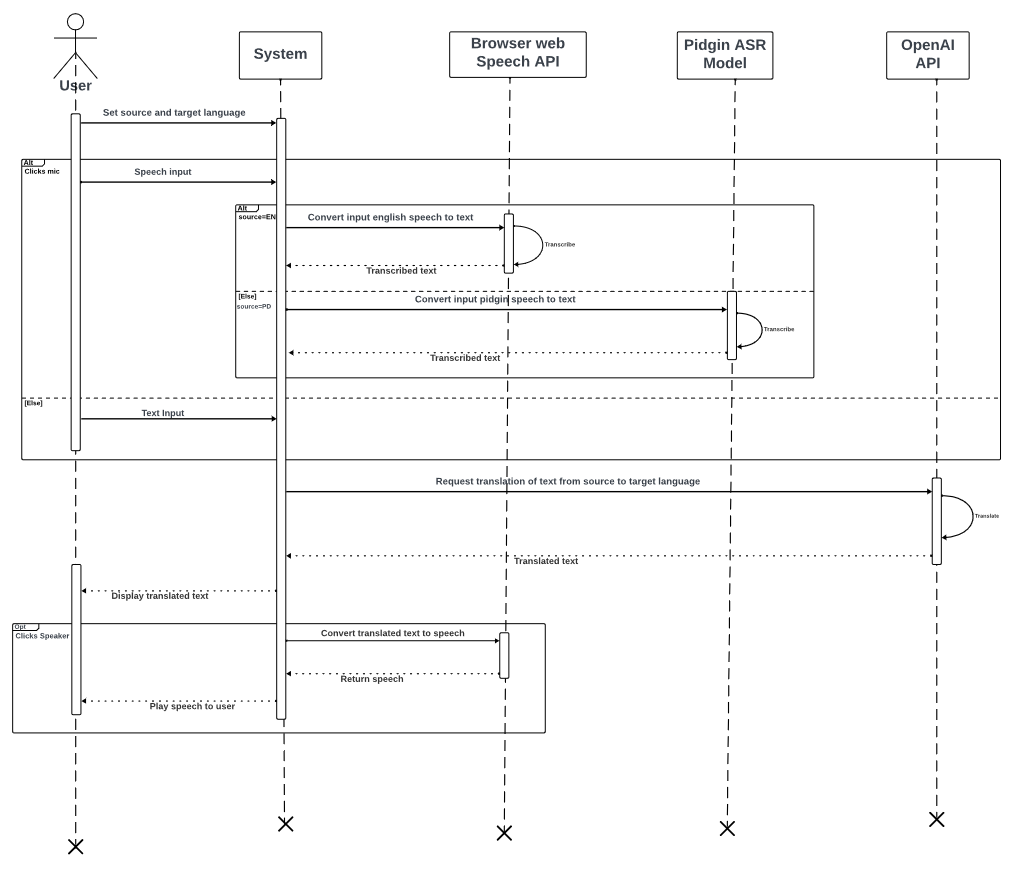 User
System
Browser web
Speech API
Pidgin ASR
Model
OpenAI
API
Set source and target language
Alt
Clicks mic
Speech input
Alt
source=EN
Convert input english speech to text
Transcribe
Transcribed text
[Else]
source=PD
Convert input pidgin speech to text
Transcribe
Transcribed text
[Else]
Text Input
Request translation of text from source to target language
Translate
Translated text
Display translated text
Opt
Clicks Speaker
Convert translated text to speech
Return speech
Play speech to user